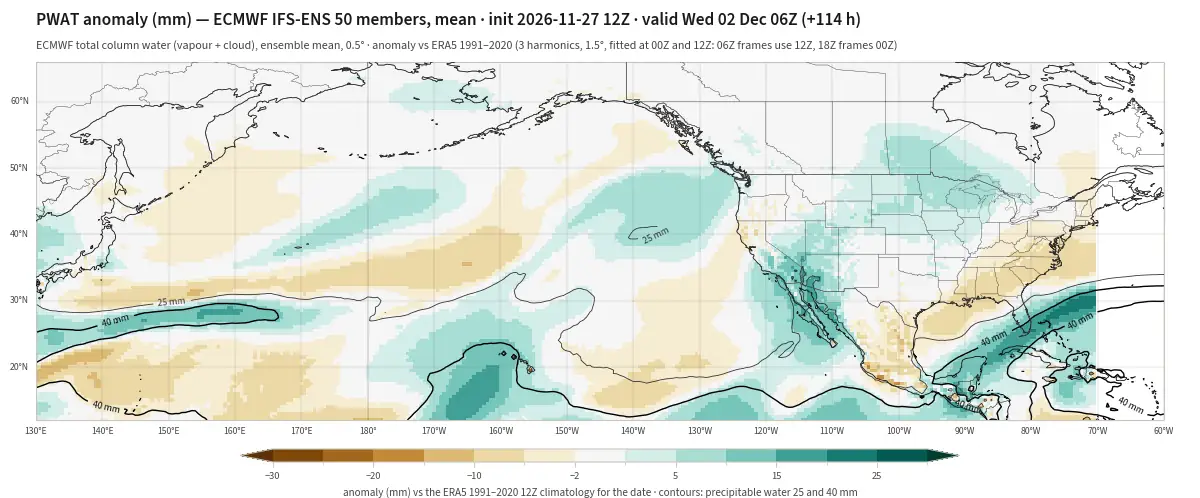 PWAT anomaly (mm) — ECMWF IFS-ENS 50 members, mean · init 2026-11-27 12Z · valid Wed 02 Dec 06Z (+114 h)
ECMWF total column water (vapour + cloud), ensemble mean, 0.5° · anomaly vs ERA5 1991–2020 (3 harmonics, 1.5°, fitted at 00Z and 12Z: 06Z frames use 12Z, 18Z frames 00Z)
60°N
50°N
40°N
30°N
20°N
25 mm
25 mm
40 mm
40 mm
40 mm
40 mm
40 mm
40 mm
130°E 140°E 150°E 160°E 170°E 180° 170°W 160°W 150°W 140°W 130°W 120°W 110°W 100°W 90°W 80°W 70°W 60°W
−30 −20 −10 −2 5 15 25
anomaly (mm) vs the ERA5 1991–2020 12Z climatology for the date · contours: precipitable water 25 and 40 mm